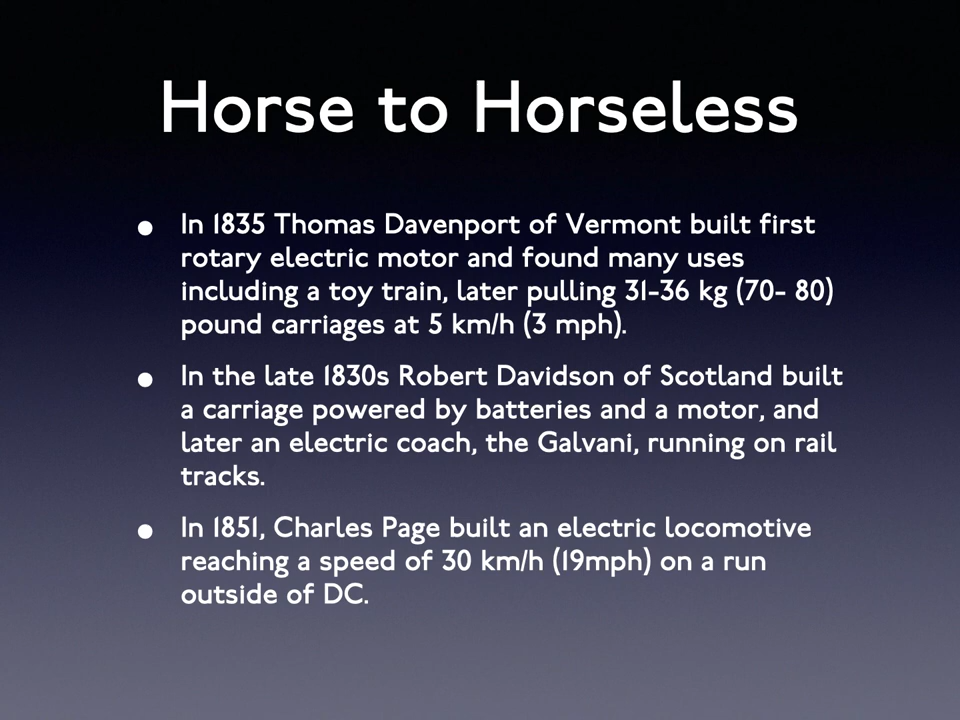 Horse to Horseless
• In 1835 Thomas Davenport of Vermont built first
rotary electric motor and found many uses
including a toy train, later pulling 31-36 kg (70- 80)
pound carriages at 5 km/h (3 mph).
• In the late 1830s Robert Davidson of Scotland built
a carriage powered by batteries and a motor, and
later an electric coach, the Galvani, running on rail
tracks.
• In 1851, Charles Page built an electric locomotive
reaching a speed of 30 km/h (19mph) on a run
outside of DC.